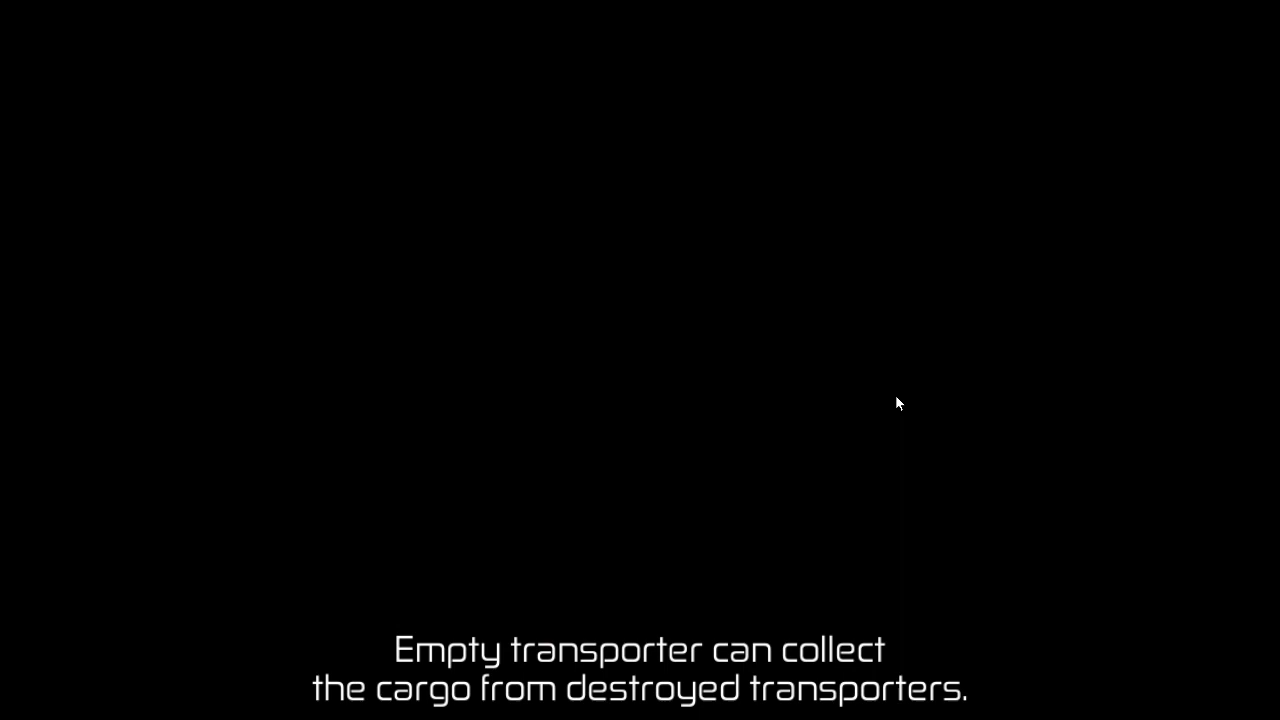 Empty transporter can collect
the cargo from destroyed transporters.